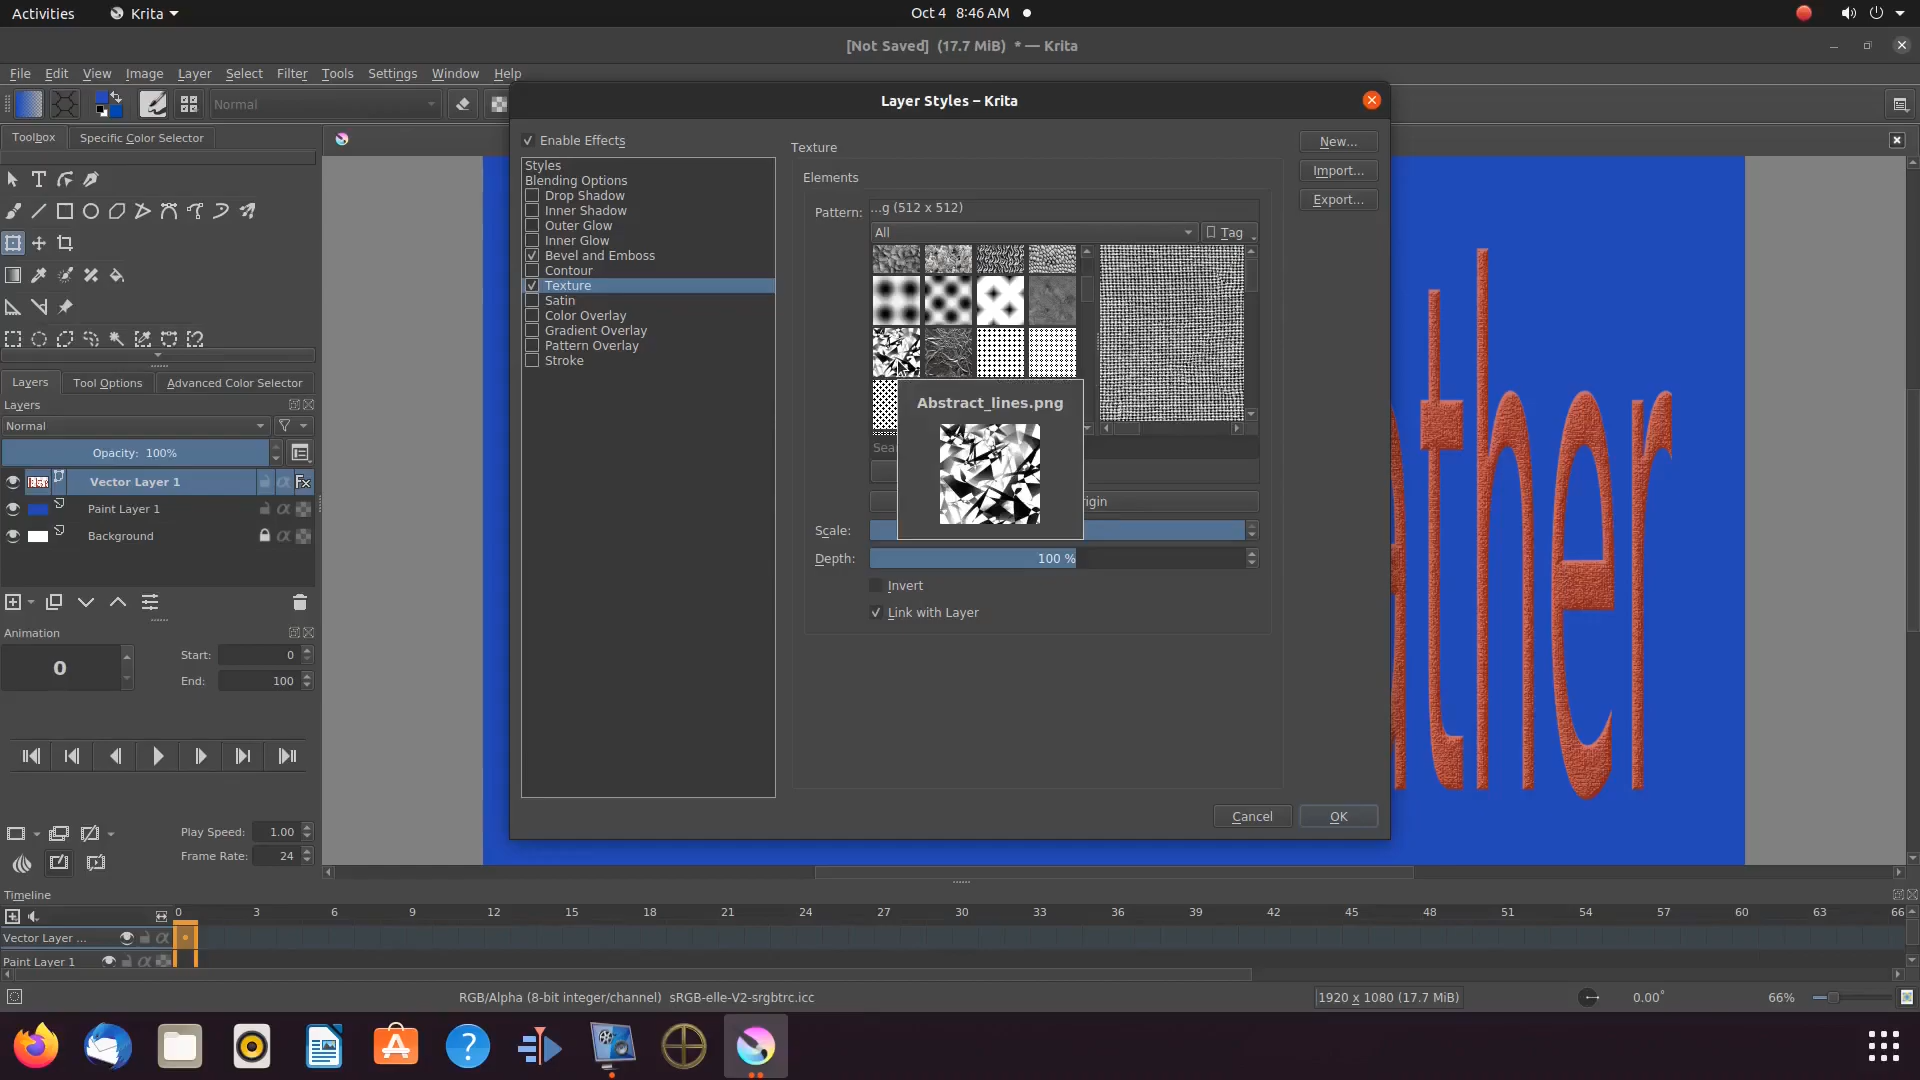 Activities Krita Oct 4 8:46 AM
[Not Saved] (17.7 MiB) * — Krita
File Edit View Image Layer Select Filter Tools Settings Window Help
Normal
Layer Styles – Krita
Toolbox Specific Color Selector
Enable Effects
Styles
Blending Options
Drop Shadow
Inner Shadow
Outer Glow
Inner Glow
Bevel and Emboss
Contour
Texture
Satin
Color Overlay
Gradient Overlay
Pattern Overlay
Stroke
Texture
Elements
Pattern: ...g (512 x 512)
All Tag
Abstract_lines.png
Sea
igin
Scale:
Depth: 100 %
Invert
Link with Layer
New...
Import...
Export...
Cancel OK
ther
Layers Tool Options Advanced Color Selector
Layers
Normal
Opacity: 100%
Vector Layer 1 Fx
Paint Layer 1
Background
Animation
0 Start: 0
End: 100
Play Speed: 1.00
Frame Rate: 24
Timeline
0 3 6 9 12 15 18 21 24 27 30 33 36 39 42 45 48 51 54 57 60 63 66
Vector Layer ...
Paint Layer 1
RGB/Alpha (8-bit integer/channel) sRGB-elle-V2-srgbtrc.icc 1920 x 1080 (17.7 MiB) 0.00° 66%